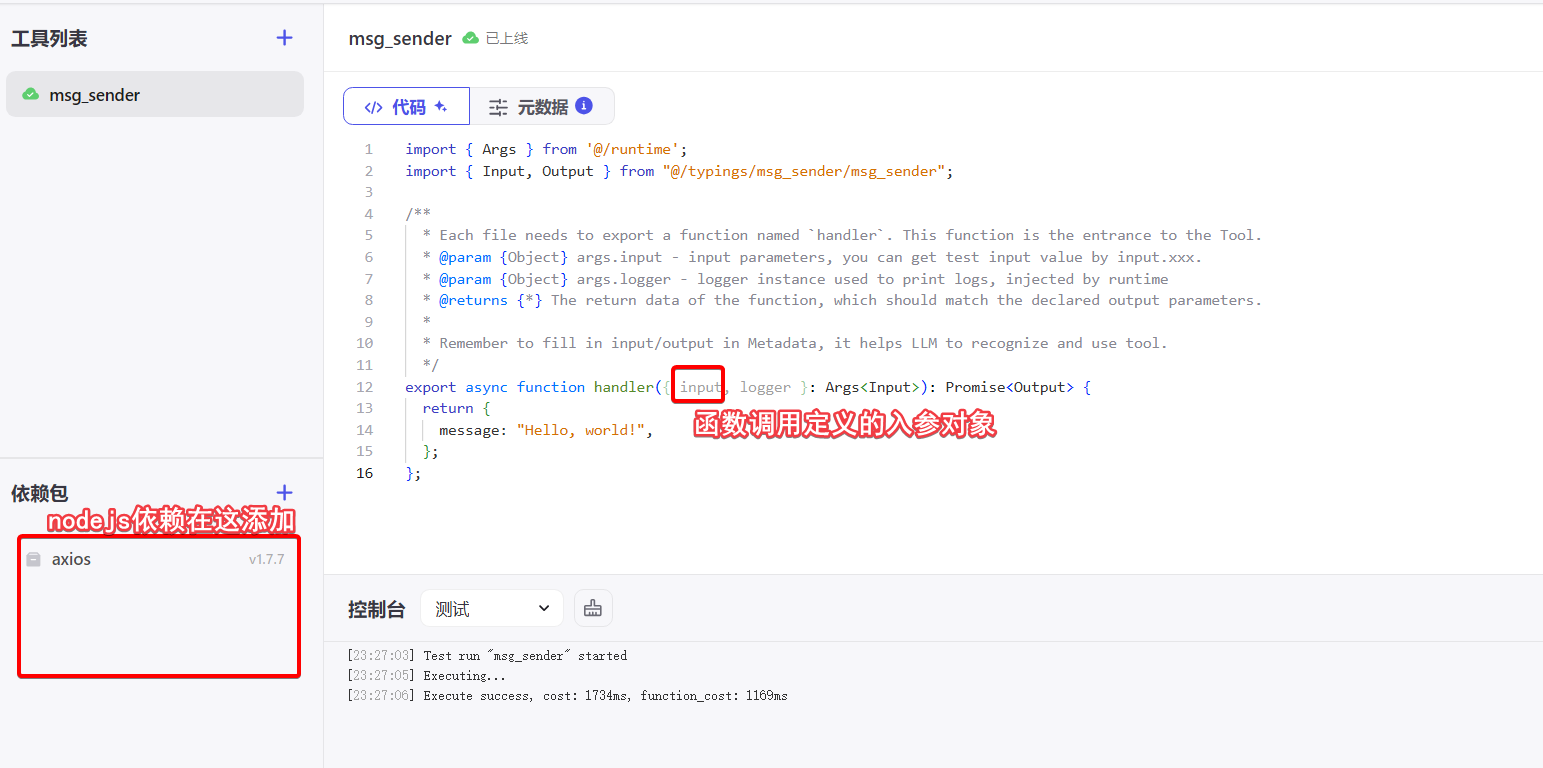 工具列表
msg_sender
msg_sender 已上线
代码 元数据
1 import { Args } from '@/runtime';
2 import { Input, Output } from "@/typings/msg_sender/msg_sender";
3
4 /**
5 * Each file needs to export a function named `handler`. This function is the entrance to the Tool.
6 * @param {Object} args.input - input parameters, you can get test input value by input.xxx.
7 * @param {Object} args.logger - logger instance used to print logs, injected by runtime
8 * @returns {*} The return data of the function, which should match the declared output parameters.
9 *
10 * Remember to fill in input/output in Metadata, it helps LLM to recognize and use tool.
11 */
12 export async function handler({ input, logger }: Args<Input>): Promise<Output> {
13 return {
14 message: "Hello, world!",
函数调用定义的入参对象
15 };
16 };
依赖包
nodejs依赖在这添加
axios v1.7.7
控制台 测试
[23:27:03] Test run "msg_sender" started
[23:27:05] Executing...
[23:27:06] Execute success, cost: 1734ms, function_cost: 1169ms